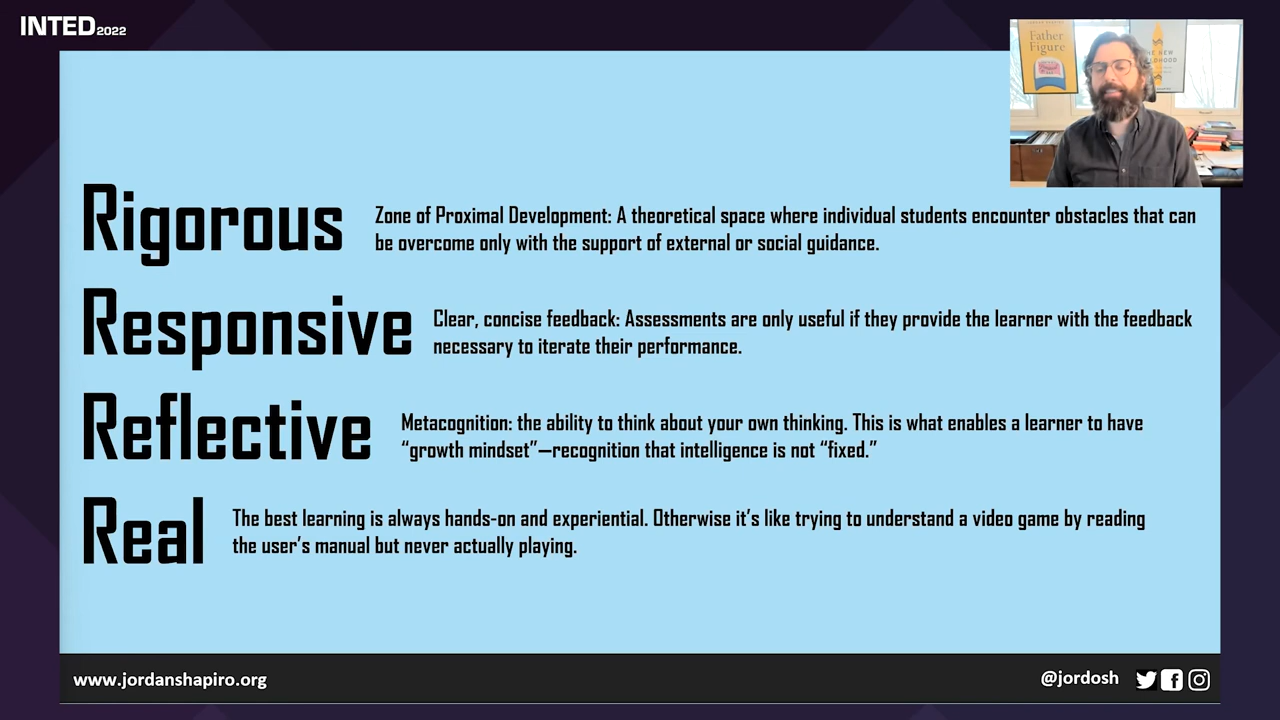 INTED2022
Father
Figure
Rigorous
Zone of Proximal Development: A theoretical space where individual students encounter obstacles that can
be overcome only with the support of external or social guidance.
Responsive
Clear, concise feedback: Assessments are only useful if they provide the learner with the feedback
necessary to iterate their performance.
Reflective
Metacognition: the ability to think about your own thinking. This is what enables a learner to have
“growth mindset”—recognition that intelligence is not “fixed.”
Real
The best learning is always hands-on and experiential. Otherwise it’s like trying to understand a video game by reading
the user’s manual but never actually playing.
www.jordanshapiro.org
@jordosh